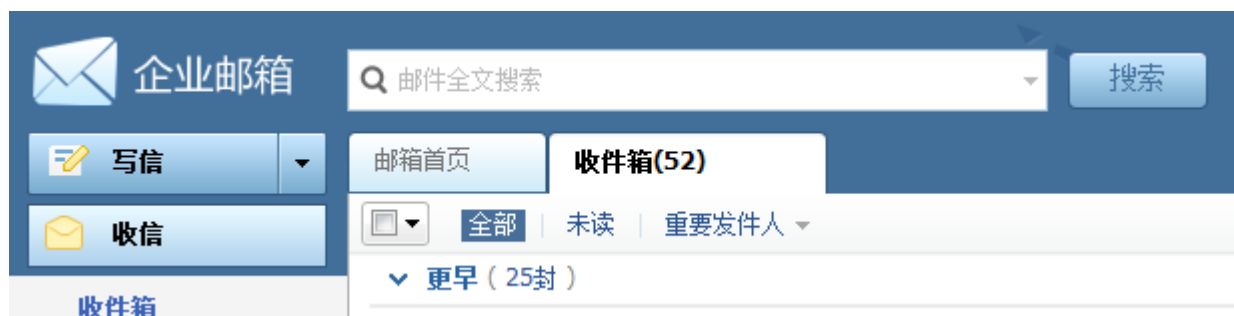 企业邮箱
邮件全文搜索
搜索
写信
邮箱首页
收件箱(52)
收信
全部
未读
重要发件人
更早 ( 25封 )
收件箱